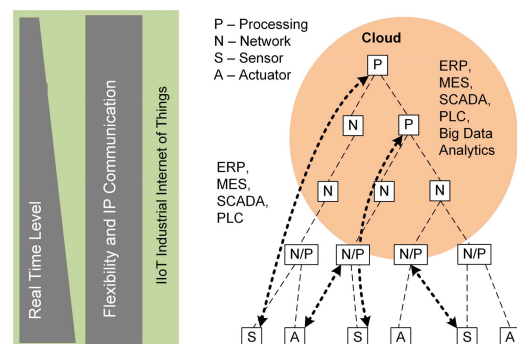 Real Time Level
Flexibility and IP Communication
IIoT Industrial Internet of Things
P – Processing
N – Network
S – Sensor
A – Actuator
Cloud
P
ERP,
MES,
SCADA,
PLC,
Big Data
Analytics
N
P
ERP,
MES,
SCADA,
PLC
N
N
N
N/P
N/P
N/P
N/P
S
A
S
A
S
A